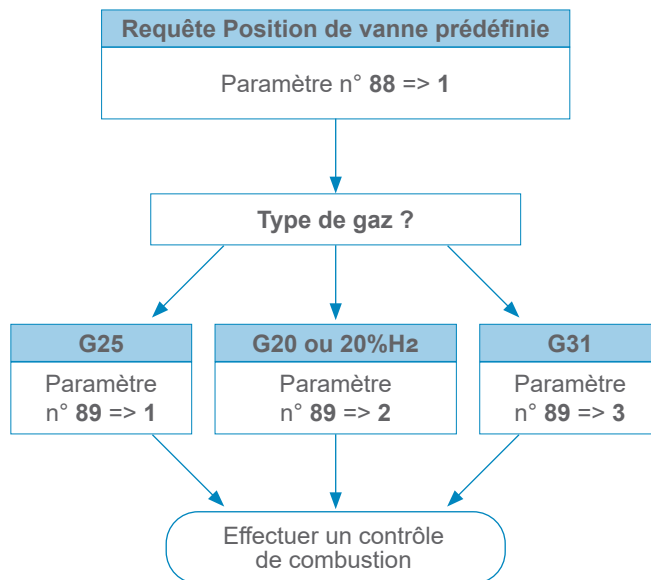 Requête Position de vanne prédéfinie
Paramètre n° 88 => 1
Type de gaz ?
G25
Paramètre
n° 89 => 1
G20 ou 20%H2
Paramètre
n° 89 => 2
G31
Paramètre
n° 89 => 3
Effectuer un contrôle
de combustion